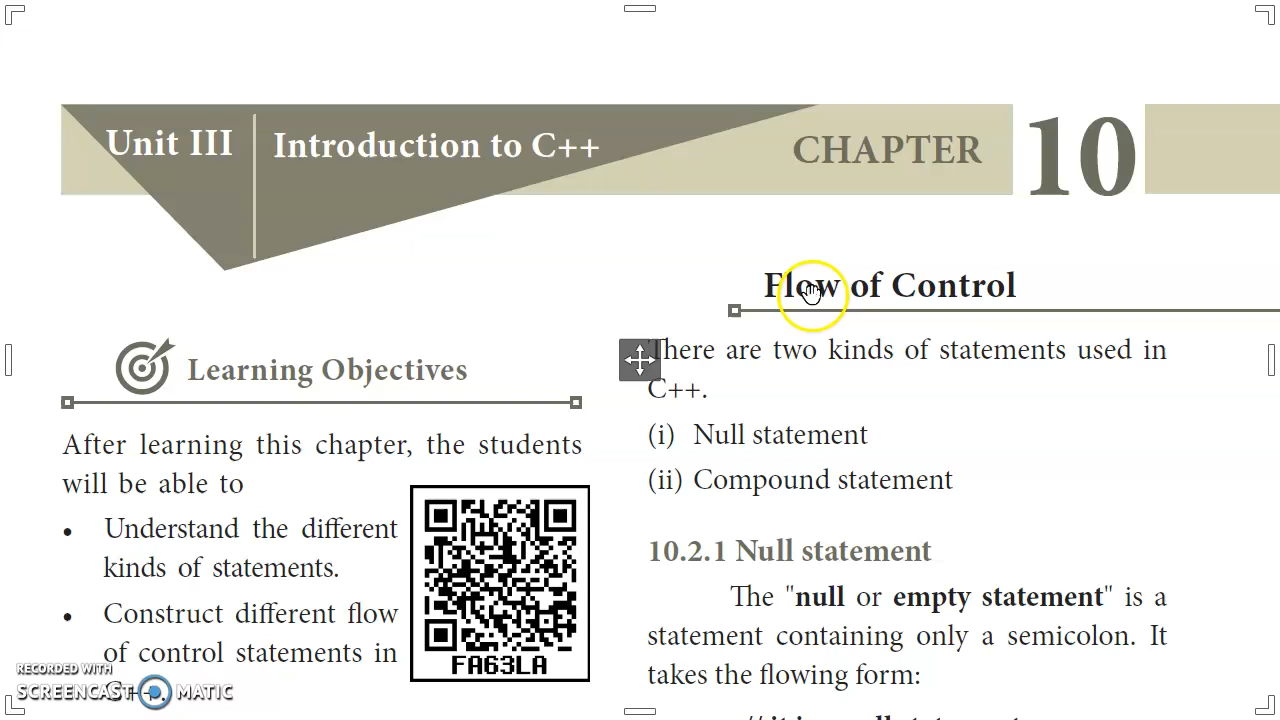 Unit III
Introduction to C++
CHAPTER
10
Flow of Control
Learning Objectives
After learning this chapter, the students
will be able to
• Understand the different
kinds of statements.
• Construct different flow
of control statements in
C++.
FA63LA
There are two kinds of statements used in
C++.
(i) Null statement
(ii) Compound statement
10.2.1 Null statement
The "null or empty statement" is a
statement containing only a semicolon. It
takes the flowing form:
RECORDED WITH
SCREENCAST MATIC